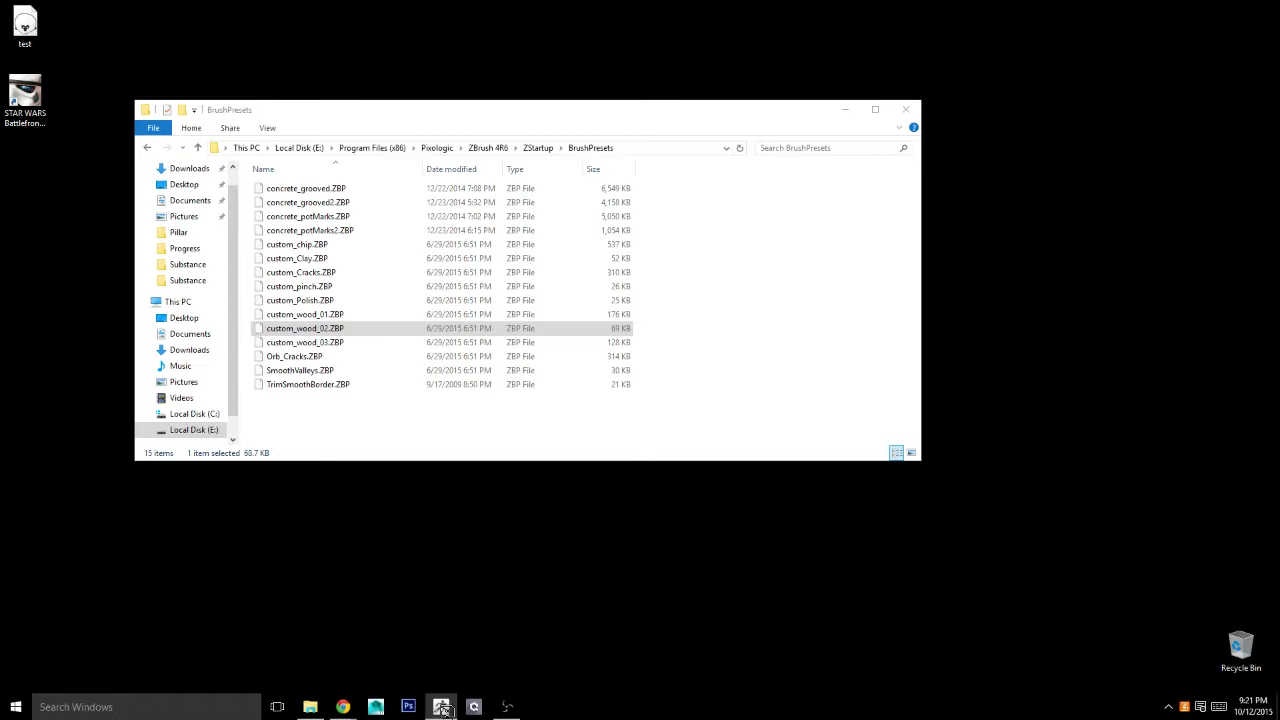 test
STAR WARS
Battlefron...
BrushPresets
File Home Share View
This PC Local Disk (E:) Program Files (x86) Pixologic ZBrush 4R6 ZStartup BrushPresets Search BrushPresets
Name Date modified Type Size
Downloads
Desktop
Documents
Pictures
Pillar
Progress
Substance
Substance
This PC
Desktop
Documents
Downloads
Music
Pictures
Videos
Local Disk (C:)
Local Disk (E:)
concrete_grooved.ZBP 12/22/2014 7:08 PM ZBP File 6,549 KB
concrete_grooved2.ZBP 12/23/2014 5:32 PM ZBP File 4,158 KB
concrete_potMarks.ZBP 12/22/2014 7:02 PM ZBP File 5,050 KB
concrete_potMarks2.ZBP 12/23/2014 6:15 PM ZBP File 1,054 KB
custom_chip.ZBP 6/29/2015 6:51 PM ZBP File 537 KB
custom_Clay.ZBP 6/29/2015 6:51 PM ZBP File 52 KB
custom_Cracks.ZBP 6/29/2015 6:51 PM ZBP File 310 KB
custom_pinch.ZBP 6/29/2015 6:51 PM ZBP File 26 KB
custom_Polish.ZBP 6/29/2015 6:51 PM ZBP File 25 KB
custom_wood_01.ZBP 6/29/2015 6:51 PM ZBP File 176 KB
custom_wood_02.ZBP 6/29/2015 6:51 PM ZBP File 69 KB
custom_wood_03.ZBP 6/29/2015 6:51 PM ZBP File 128 KB
Orb_Cracks.ZBP 6/29/2015 6:51 PM ZBP File 314 KB
SmoothValleys.ZBP 6/29/2015 6:51 PM ZBP File 30 KB
TrimSmoothBorder.ZBP 9/17/2009 8:50 PM ZBP File 21 KB
15 items 1 item selected 68.7 KB
Recycle Bin
Search Windows
Ps
9:21 PM
10/12/2015